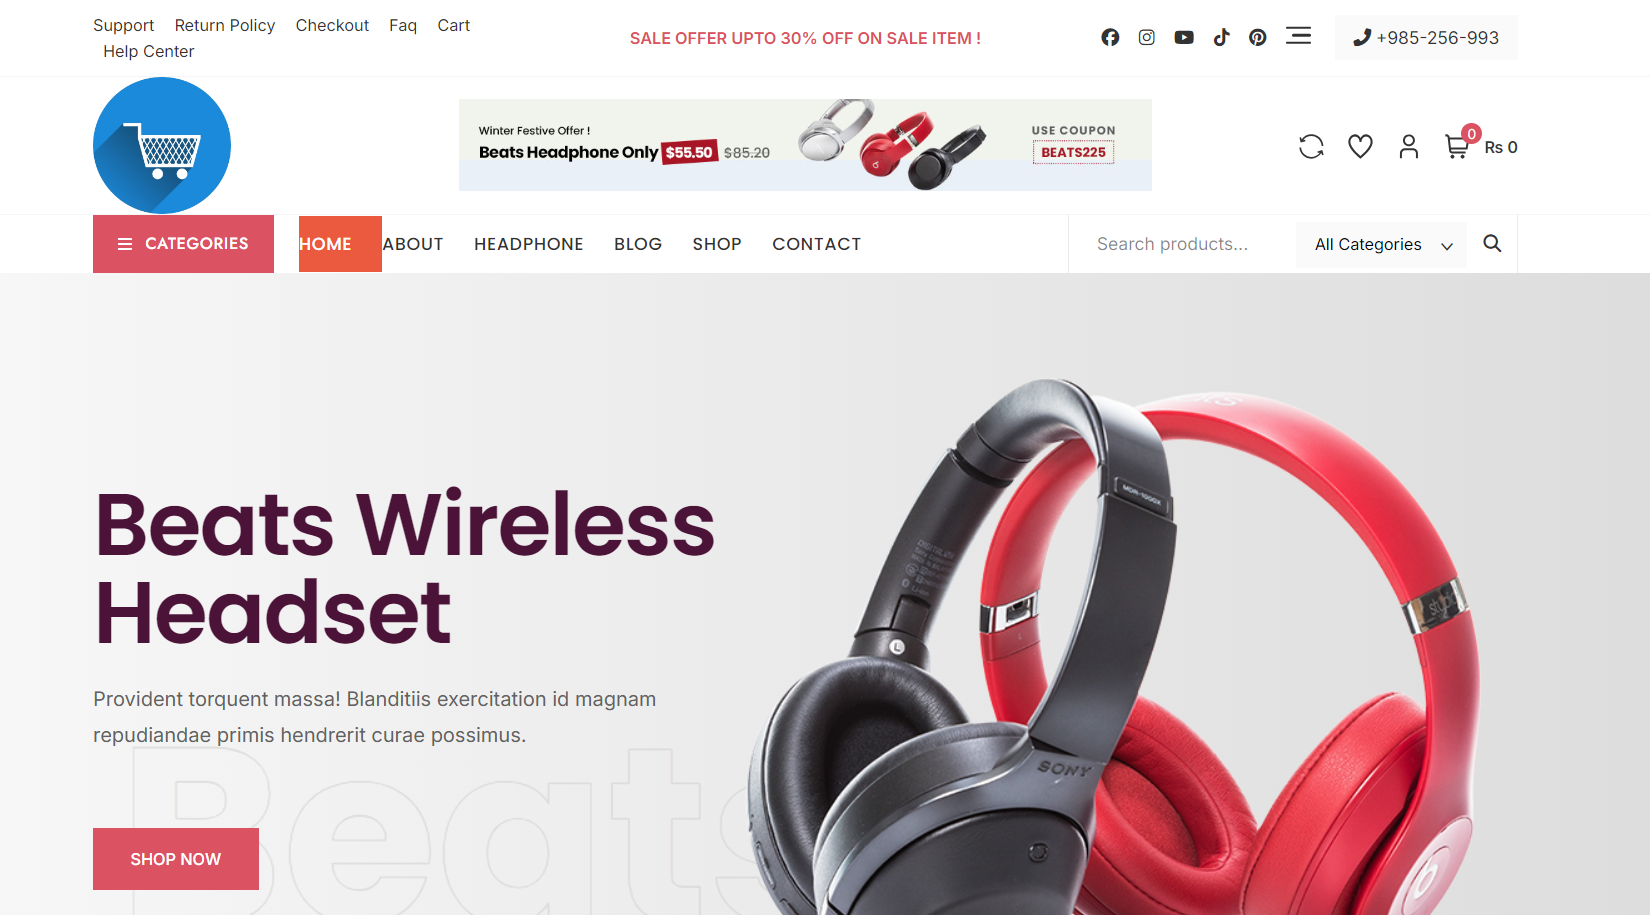 Support Return Policy Checkout Faq Cart
Help Center
SALE OFFER UPTO 30% OFF ON SALE ITEM !
+985-256-993
Winter Festive Offer !
Beats Headphone Only $55.50 $85.20
USE COUPON
BEATS225
0
Rs 0
CATEGORIES
HOME ABOUT HEADPHONE BLOG SHOP CONTACT
Search products...
All Categories
Beats Wireless
Headset
Provident torquent massa! Blanditiis exercitation id magnam
repudiandae primis hendrerit curae possimus.
Beats
SHOP NOW
MDR-1000X
L
SONY
studio
b